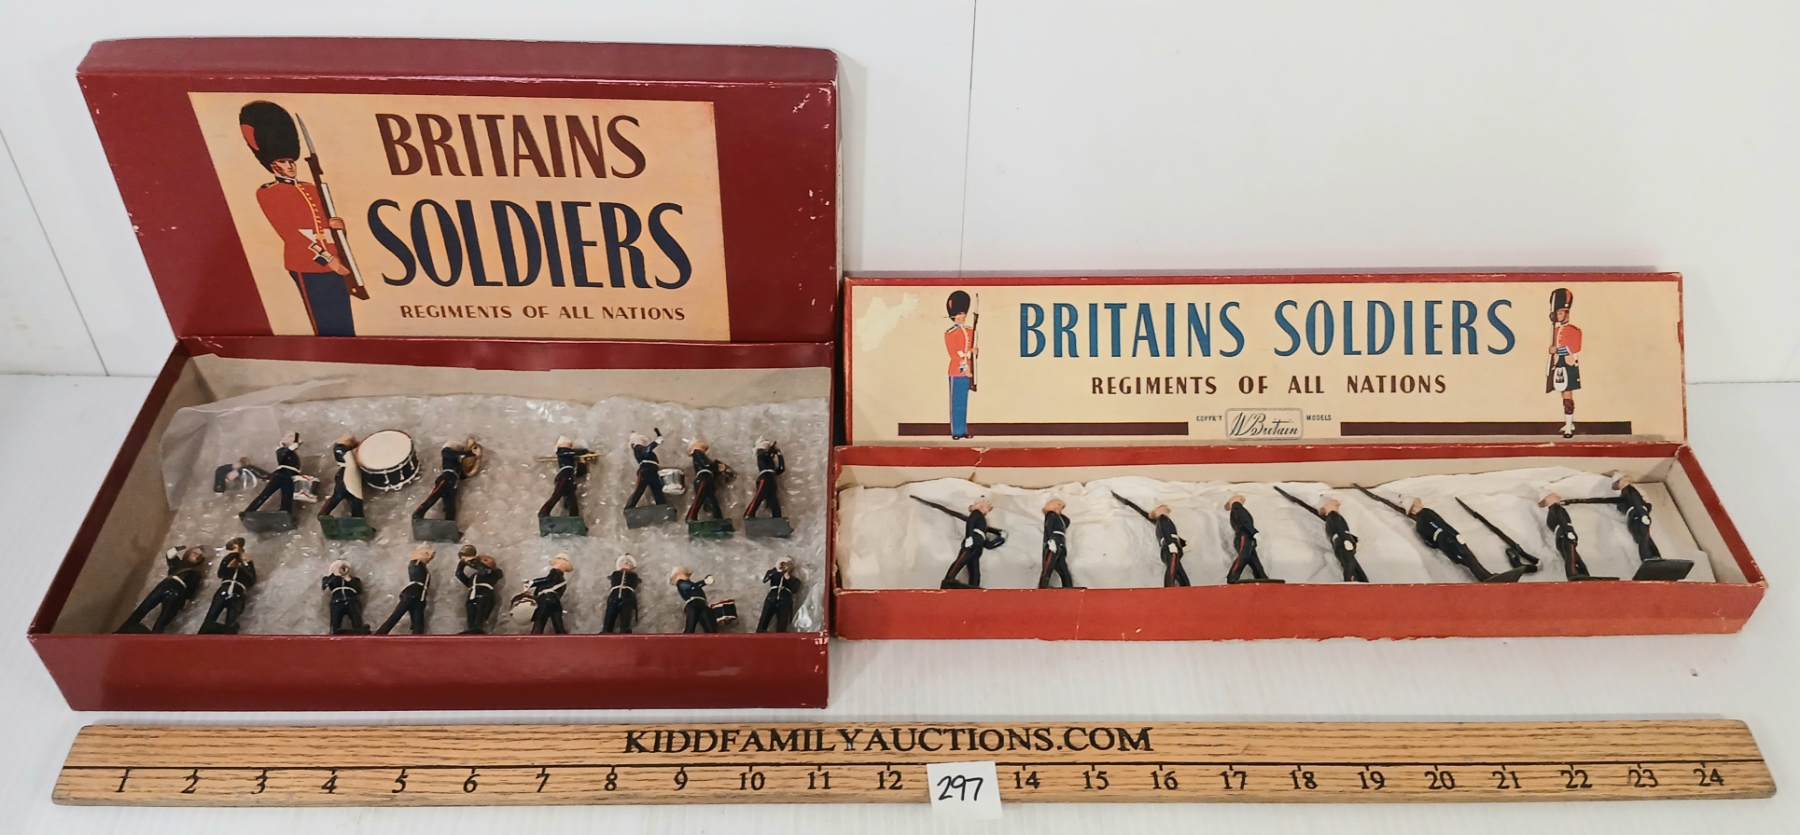 BRITAINS
SOLDIERS
REGIMENTS OF ALL NATIONS
BRITAINS SOLDIERS
REGIMENTS OF ALL NATIONS
COPYR'T W Britain MODELS
KIDDFAMILYAUCTIONS.COM
1 2 3 4 5 6 7 8 9 10 11 12 14 15 16 17 18 19 20 21 22 23 24
297